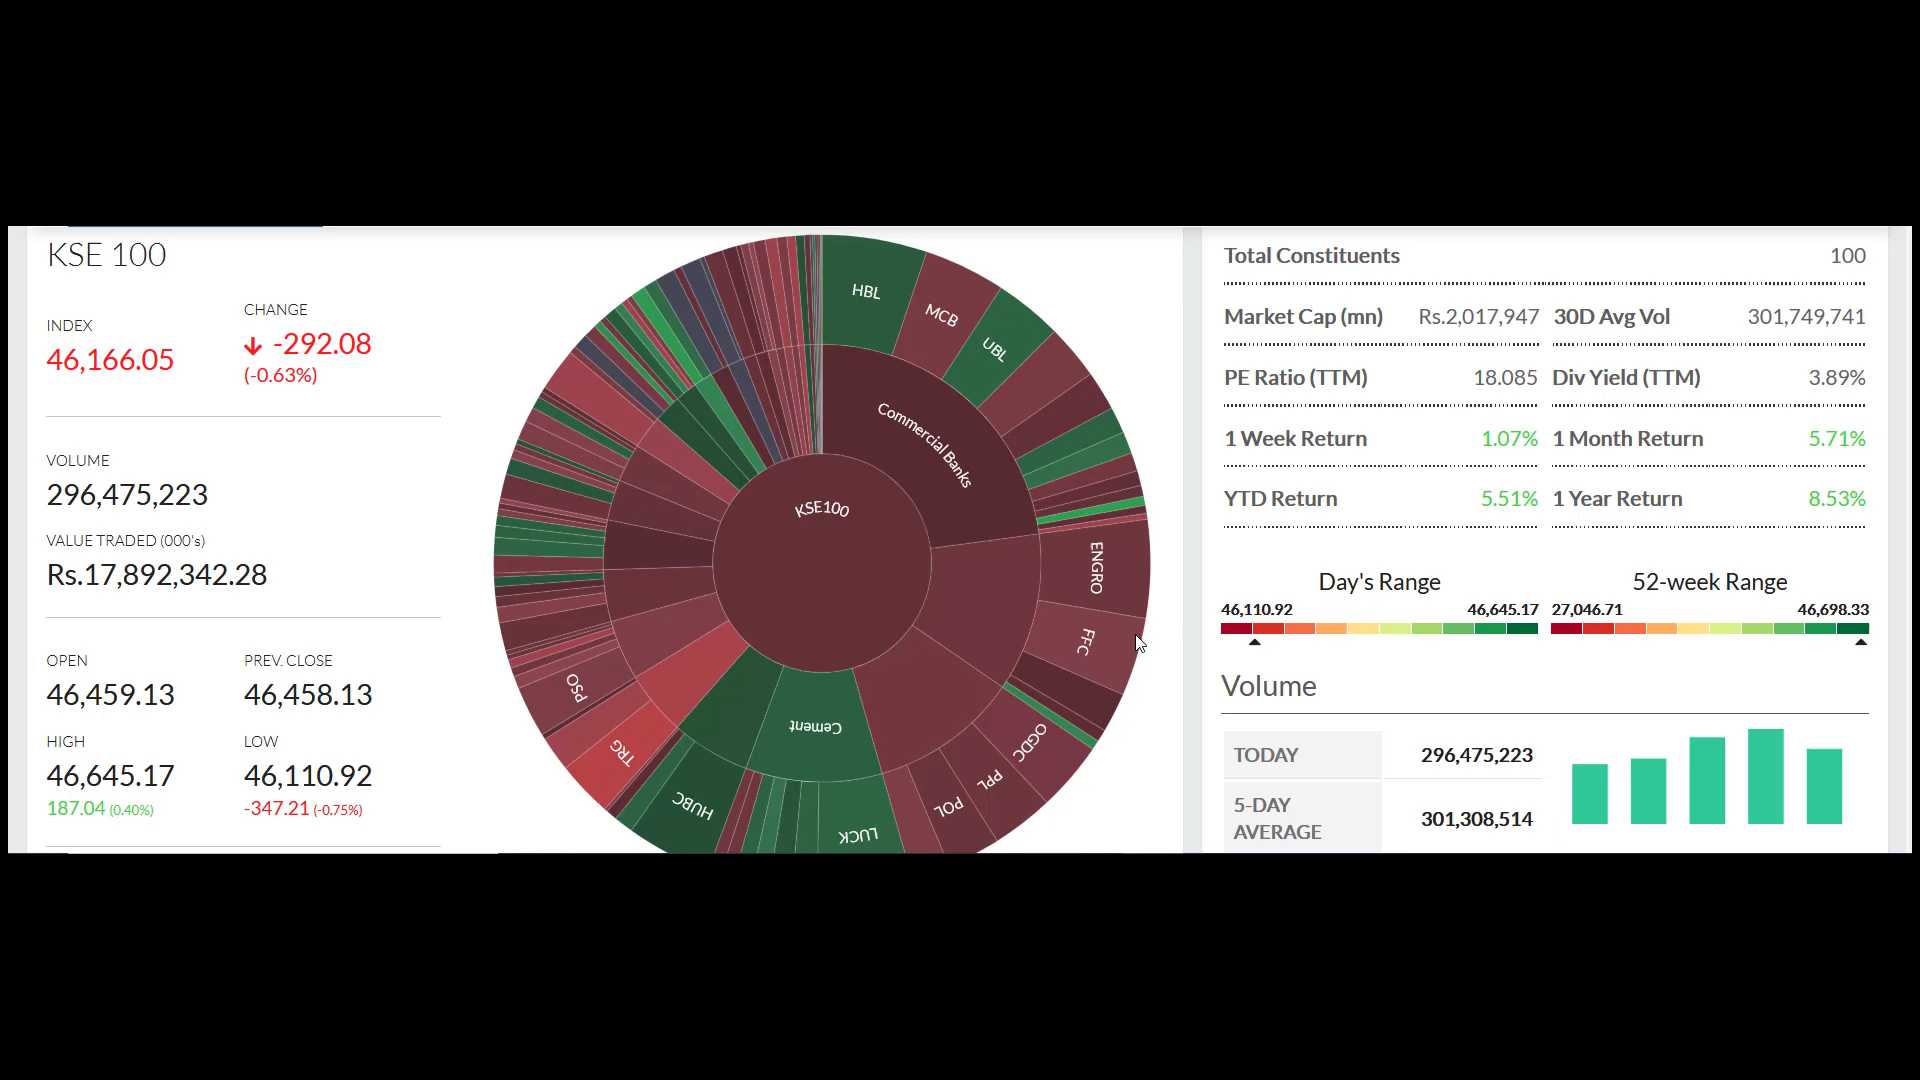 KSE 100
INDEX
46,166.05
CHANGE
-292.08
(-0.63%)
VOLUME
296,475,223
VALUE TRADED (000's)
Rs.17,892,342.28
OPEN
46,459.13
PREV. CLOSE
46,458.13
HIGH
46,645.17
187.04 (0.40%)
LOW
46,110.92
-347.21 (-0.75%)
HBL
MCB
UBL
Commercial Banks
KSE100
ENGRO
FFC
OGDC
PPL
POL
Cement
LUCK
HUBC
TRG
PSO
Total Constituents 100
Market Cap (mn) Rs.2,017,947 30D Avg Vol 301,749,741
PE Ratio (TTM) 18.085 Div Yield (TTM) 3.89%
1 Week Return 1.07% 1 Month Return 5.71%
YTD Return 5.51% 1 Year Return 8.53%
Day's Range
46,110.92 46,645.17
52-week Range
27,046.71 46,698.33
Volume
TODAY 296,475,223
5-DAY
AVERAGE 301,308,514